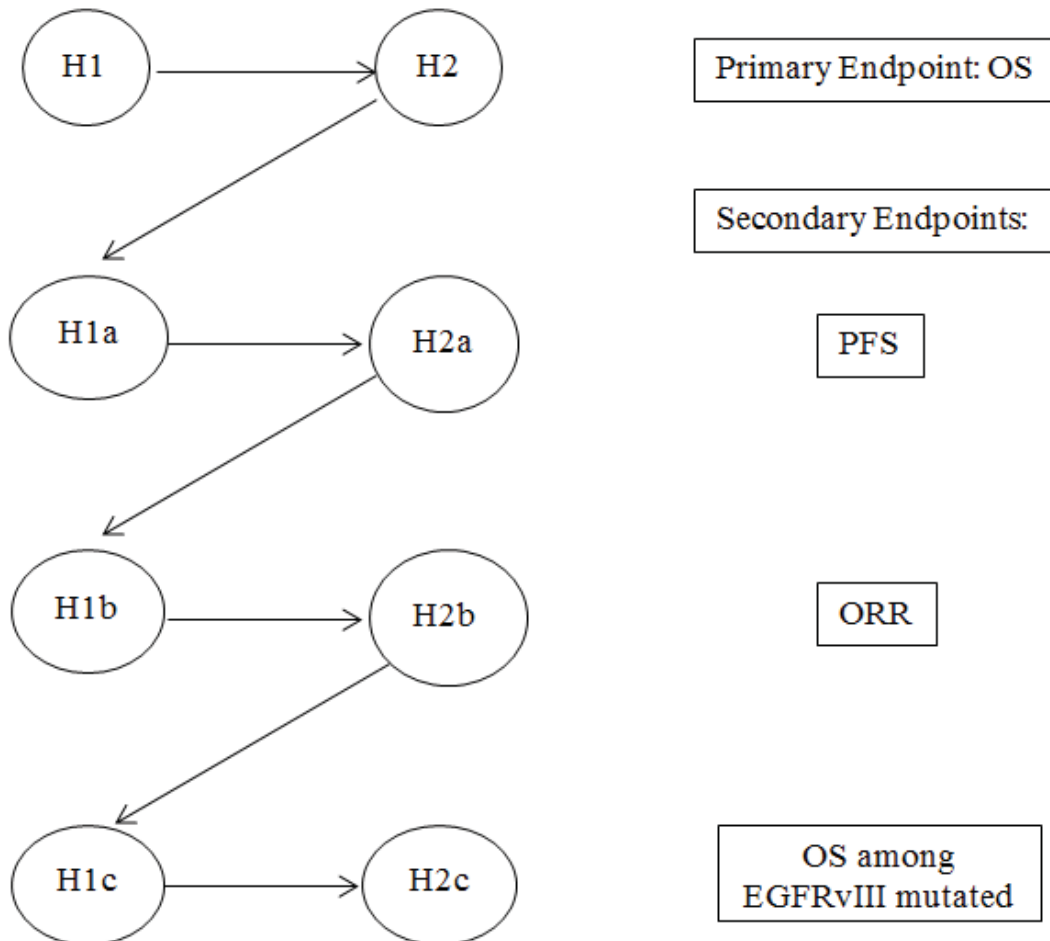 H1
H2
Primary Endpoint: OS
Secondary Endpoints:
H1a
H2a
PFS
H1b
H2b
ORR
H1c
H2c
OS among
EGFRvIII mutated